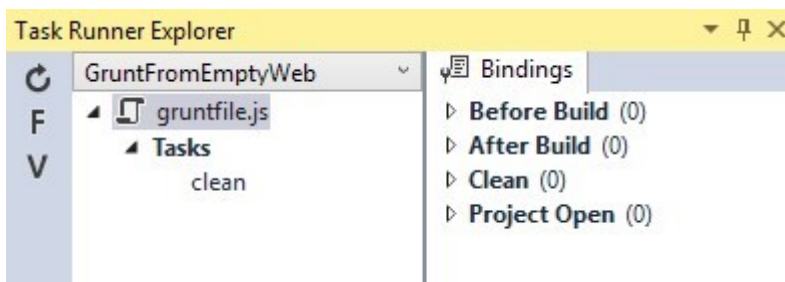 Task Runner Explorer
F
V
GruntFromEmptyWeb
gruntfile.js
Tasks
clean
Bindings
Before Build (0)
After Build (0)
Clean (0)
Project Open (0)